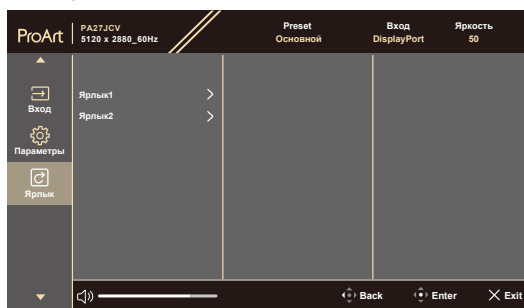 ProArt
PA27JCV
5120 x 2880_60Hz
Preset
Основной
Вход
DisplayPort
Яркость
50
Вход
Параметры
Ярлык
Ярлык1
Ярлык2
Back
Enter
Exit